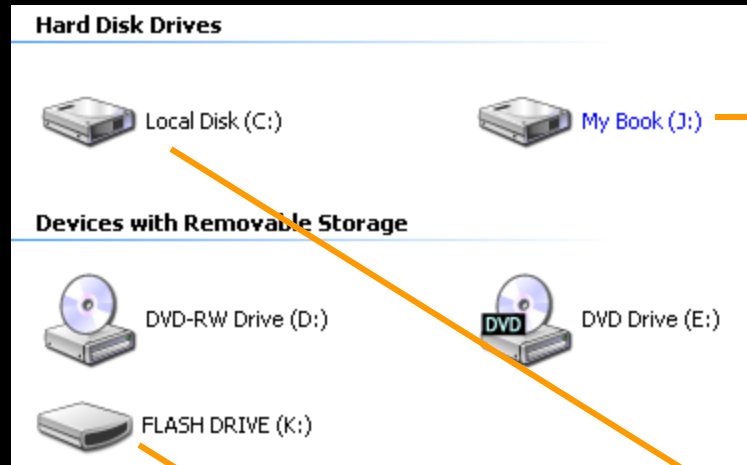 Hard Disk Drives
Local Disk (C:)
My Book (J:)
Devices with Removable Storage
DVD-RW Drive (D:)
DVD
DVD Drive (E:)
FLASH DRIVE (K:)